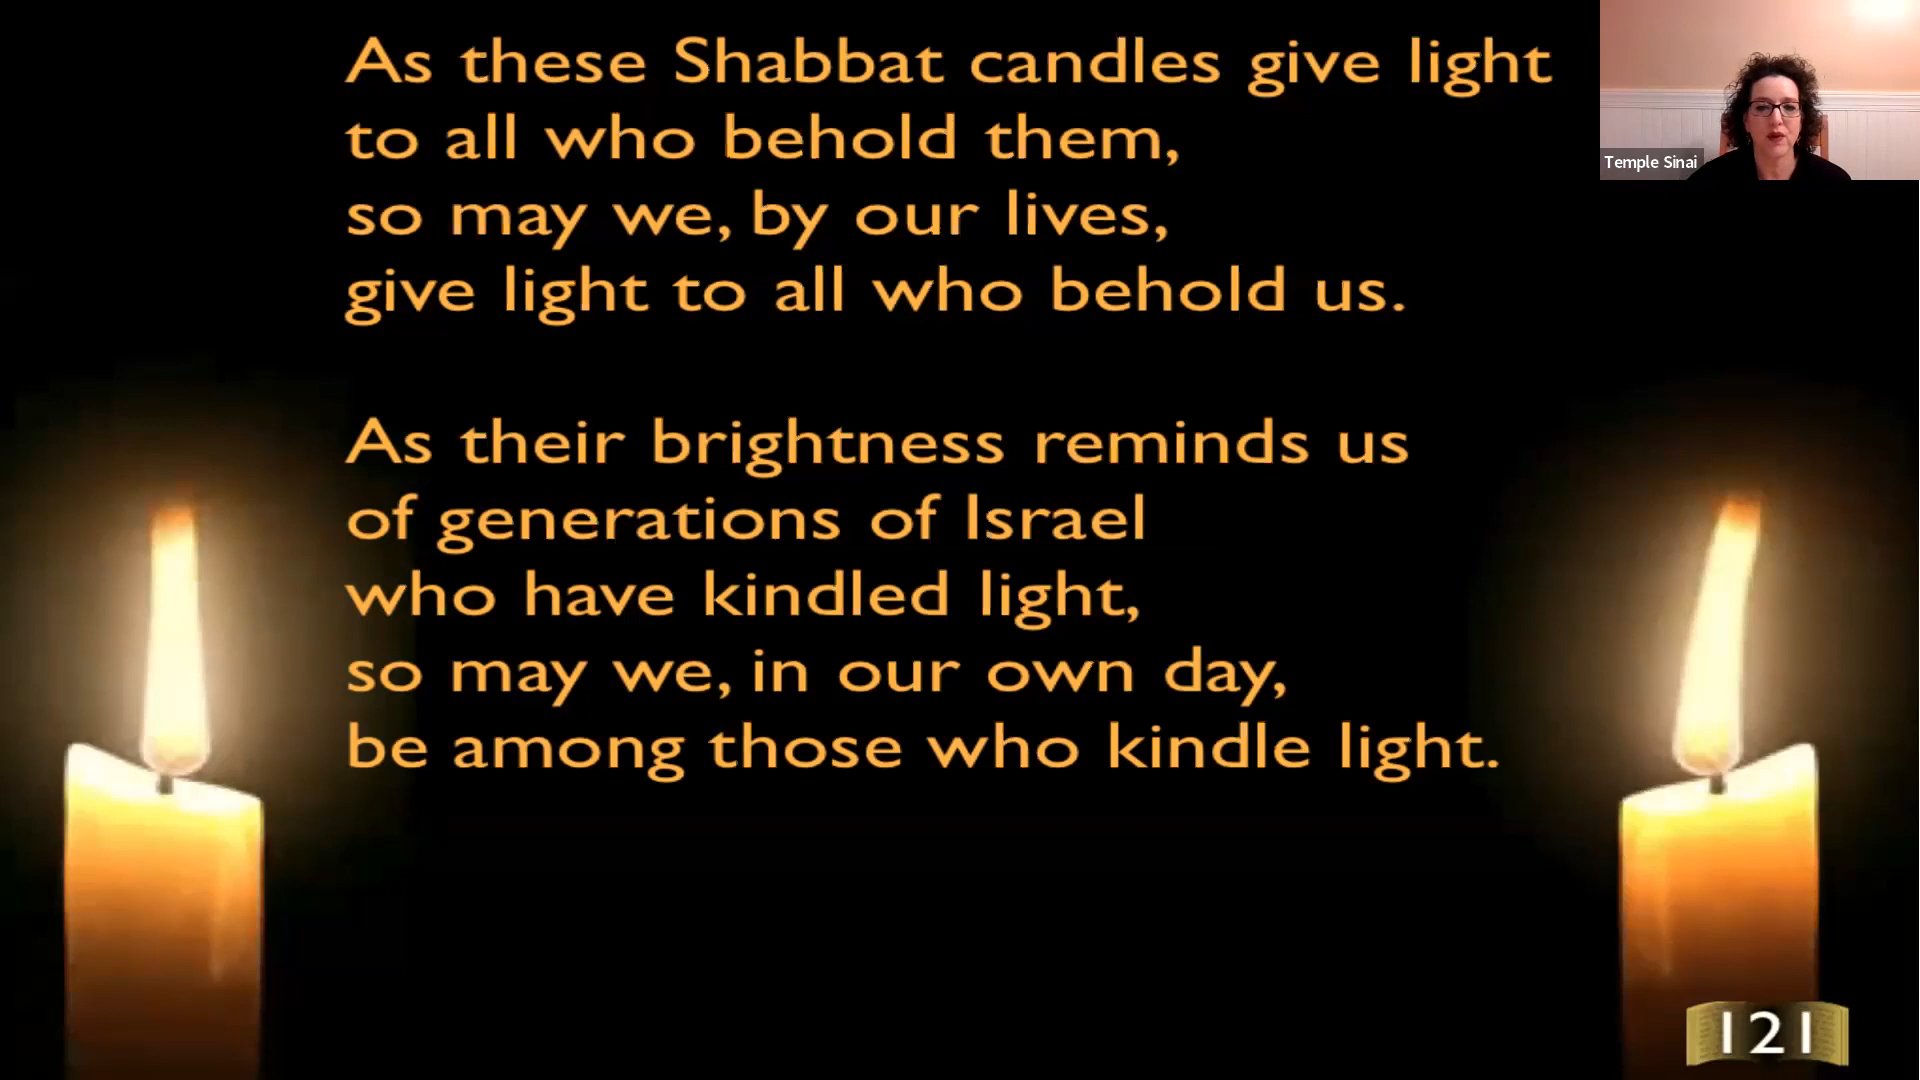 As these Shabbat candles give light
to all who behold them,
so may we, by our lives,
give light to all who behold us.
As their brightness reminds us
of generations of Israel
who have kindled light,
so may we, in our own day,
be among those who kindle light.
Temple Sinai
121